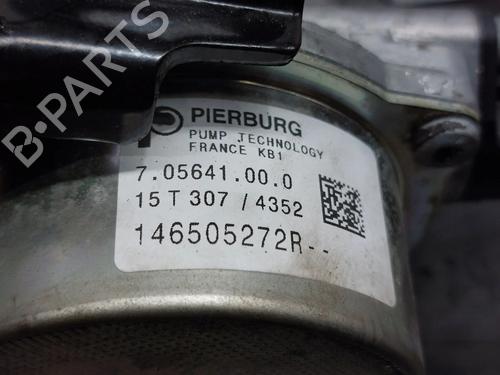 B-PARTS
PIERBURG
PUMP TECHNOLOGY
FRANCE KB1
7.05641.00.0
15 T 307 / 4352
146505272R--